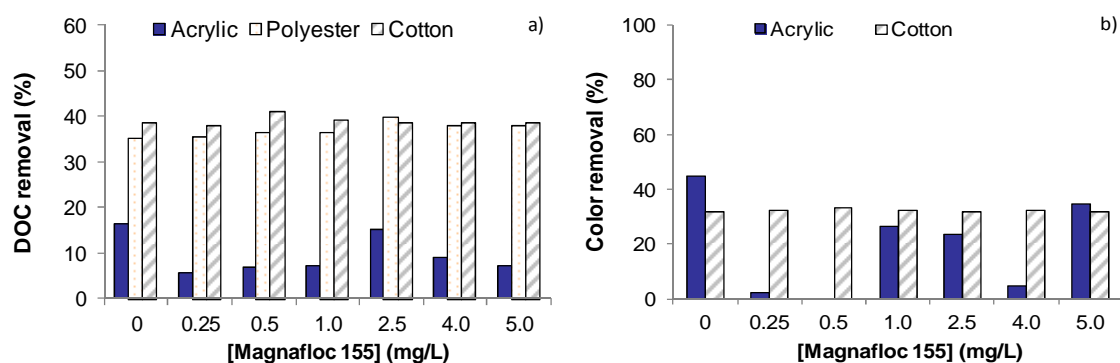 Acrylic Polyester Cotton a)
DOC removal (%)
60
50
40
30
20
10
0
0 0.25 0.5 1.0 2.5 4.0 5.0
[Magnafloc 155] (mg/L)
Acrylic Cotton b)
Color removal (%)
100
80
60
40
20
0
0 0.25 0.5 1.0 2.5 4.0 5.0
[Magnafloc 155] (mg/L)